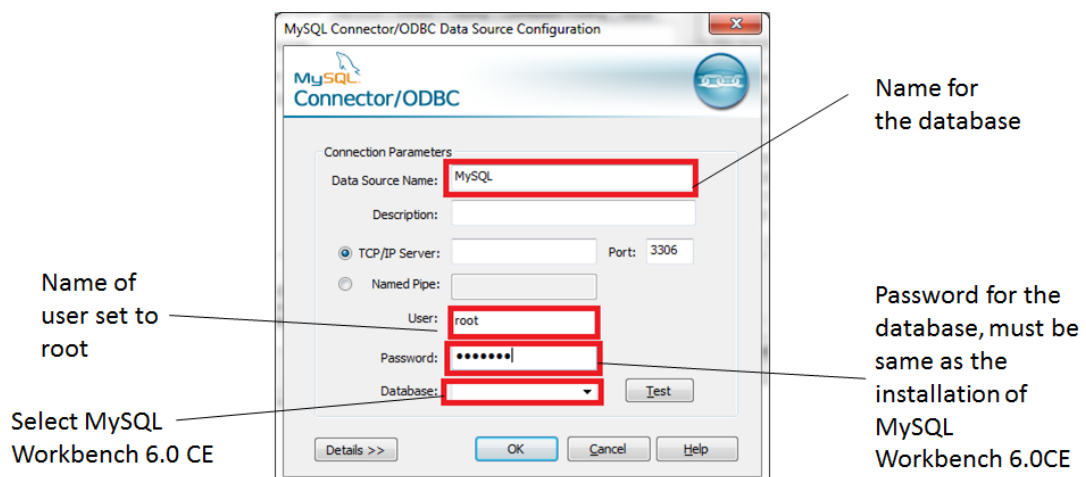 MySQL Connector/ODBC Data Source Configuration
MySQL
Connector/ODBC
Name for
the database
Connection Parameters
Data Source Name: MySQL
Description:
TCP/IP Server:
Port: 3306
Named Pipe:
Name of
user set to
root
User: root
Password: •••••••
Password for the
database, must be
same as the
installation of
MySQL
Workbench 6.0CE
Database:
Test
Select MySQL
Workbench 6.0 CE
Details >>
OK
Cancel
Help